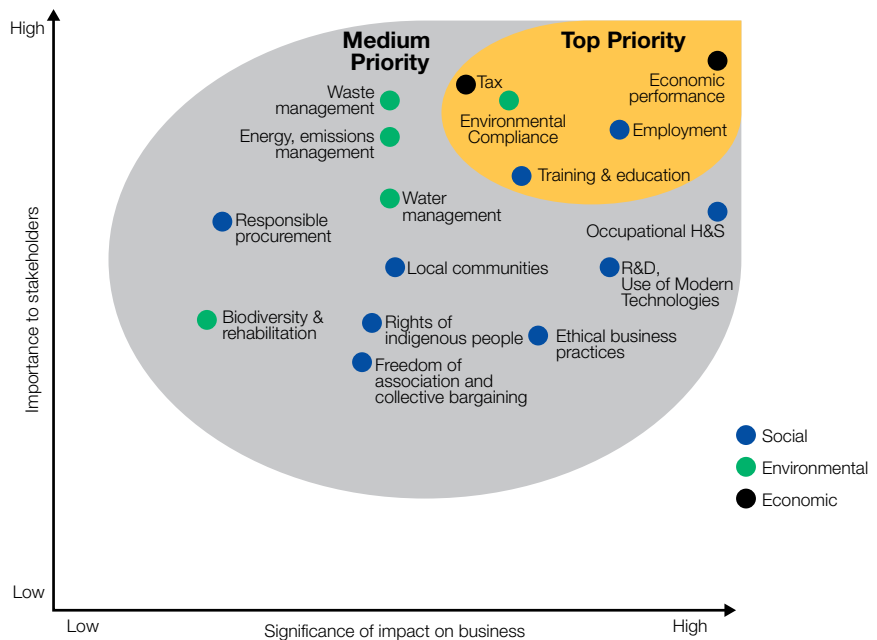 High
Medium
Priority
Top Priority
Tax
Economic
performance
Waste
management
Environmental
Compliance
Employment
Energy, emissions
management
Training & education
Water
management
Responsible
procurement
Occupational H&S
Local communities
R&D,
Use of Modern
Technologies
Biodiversity &
rehabilitation
Rights of
indigenous people
Ethical business
practices
Freedom of
association and
collective bargaining
Importance to stakeholders
Social
Environmental
Economic
Low
Low
Significance of impact on business
High